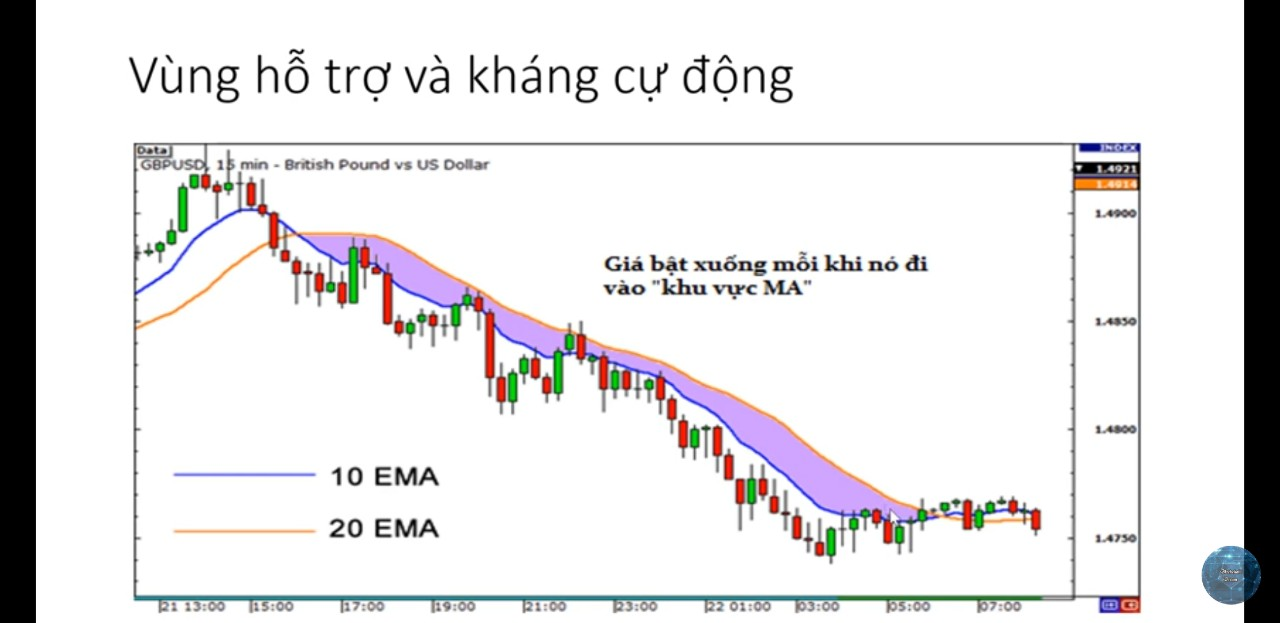 Vùng hỗ trợ và kháng cự động
Data
INDEX
GBPUSD, 15 min - British Pound vs US Dollar
1.4921
1.4914
1.4900
Giá bật xuống mỗi khi nó đi
vào "khu vực MA"
1.4850
1.4800
10 EMA
20 EMA
1.4750
21 13:00 15:00 17:00 19:00 21:00 23:00 22 01:00 03:00 05:00 07:00